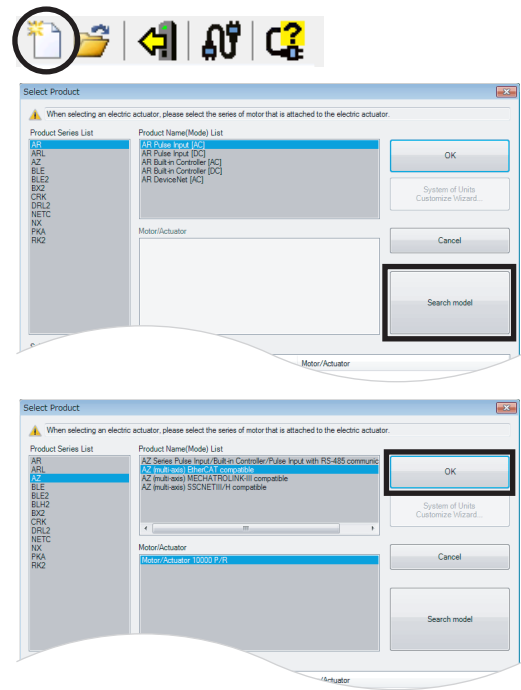 Select Product
When selecting an electric actuator, please select the series of motor that is attached to the electric actuator.
Product Series List
Product Name(Mode) List
AR
ARL
AZ
BLE
BLE2
BX2
CRK
DRL2
NETC
NX
PKA
RK2
AR Pulse Input [AC]
AR Pulse Input [DC]
AR Built-in Controller [AC]
AR Built-in Controller [DC]
AR DeviceNet [AC]
OK
System of Units
Customize Wizard...
Motor/Actuator
Cancel
Search model
Motor/Actuator
Select Product
When selecting an electric actuator, please select the series of motor that is attached to the electric actuator.
Product Series List
Product Name(Mode) List
AR
ARL
AZ
BLE
BLE2
BLH2
BX2
CRK
DRL2
NETC
NX
PKA
RK2
AZ Series Pulse Input/Built-in Controller/Pulse Input with RS-485 communic
AZ (multi-axis) EtherCAT compatible
AZ (multi-axis) MECHATROLINK-III compatible
AZ (multi-axis) SSCNETIII/H compatible
OK
System of Units
Customize Wizard...
Motor/Actuator
Motor/Actuator 10000 P/R
Cancel
Search model
/Actuator